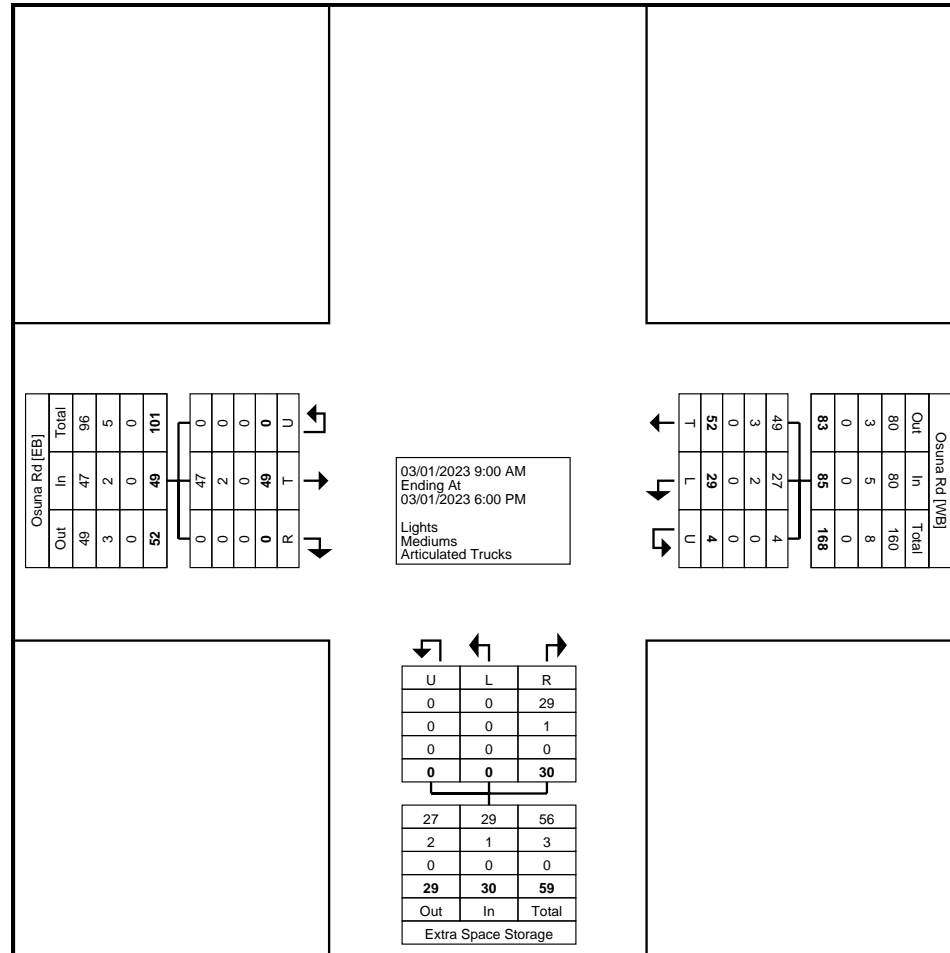 Osuna Rd [EB]
Total In Out
96 47 49
5 2 3
0 0 0
101 49 52
0 47 0
0 2 0
0 0 0
0 49 0
U T R
03/01/2023 9:00 AM
Ending At
03/01/2023 6:00 PM
Lights
Mediums
Articulated Trucks
Osuna Rd [WB]
Out In Total
80 80 160
3 5 8
0 0 0
83 85 168
49 27 4
3 2 0
0 0 0
52 29 4
T L U
U L R
0 0 29
0 0 1
0 0 0
0 0 30
27 29 56
2 1 3
0 0 0
29 30 59
Out In Total
Extra Space Storage